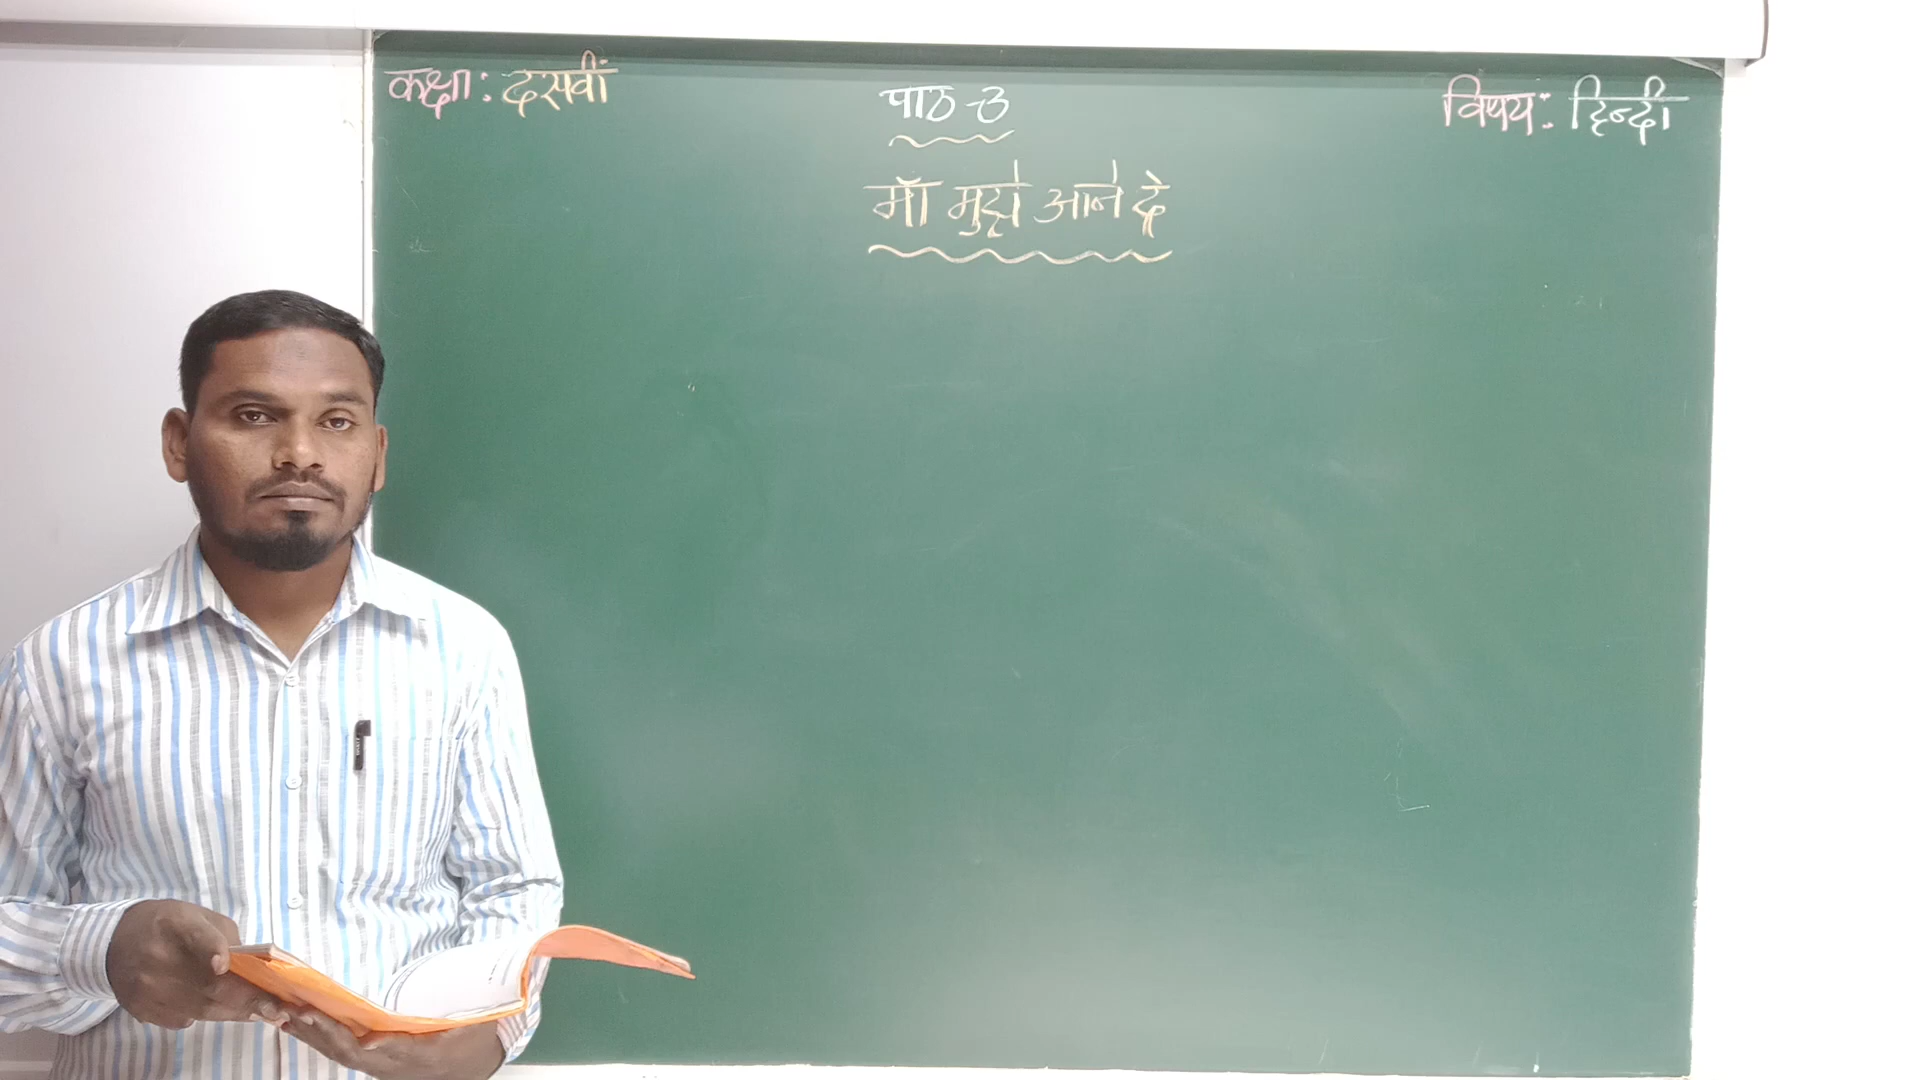 कक्षा: दसवीं
पाठ-3
विषय: हिन्दी
माँ मुझे आने दे